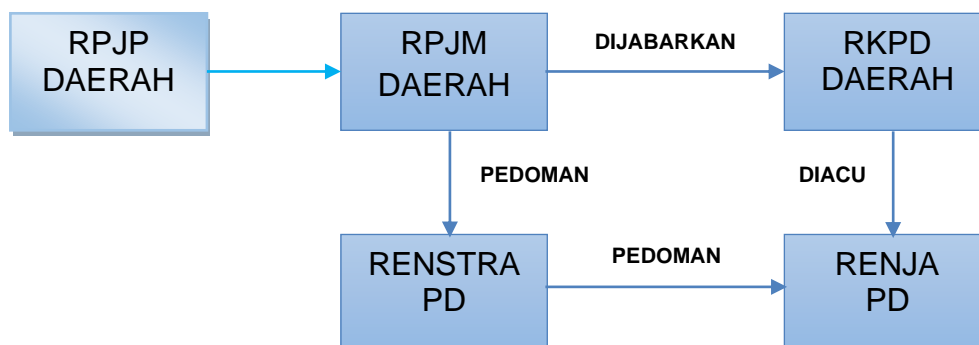 RPJP
DAERAH
RPJM
DAERAH
DIJABARKAN
RKPD
DAERAH
PEDOMAN
DIACU
RENSTRA
PD
PEDOMAN
RENJA
PD